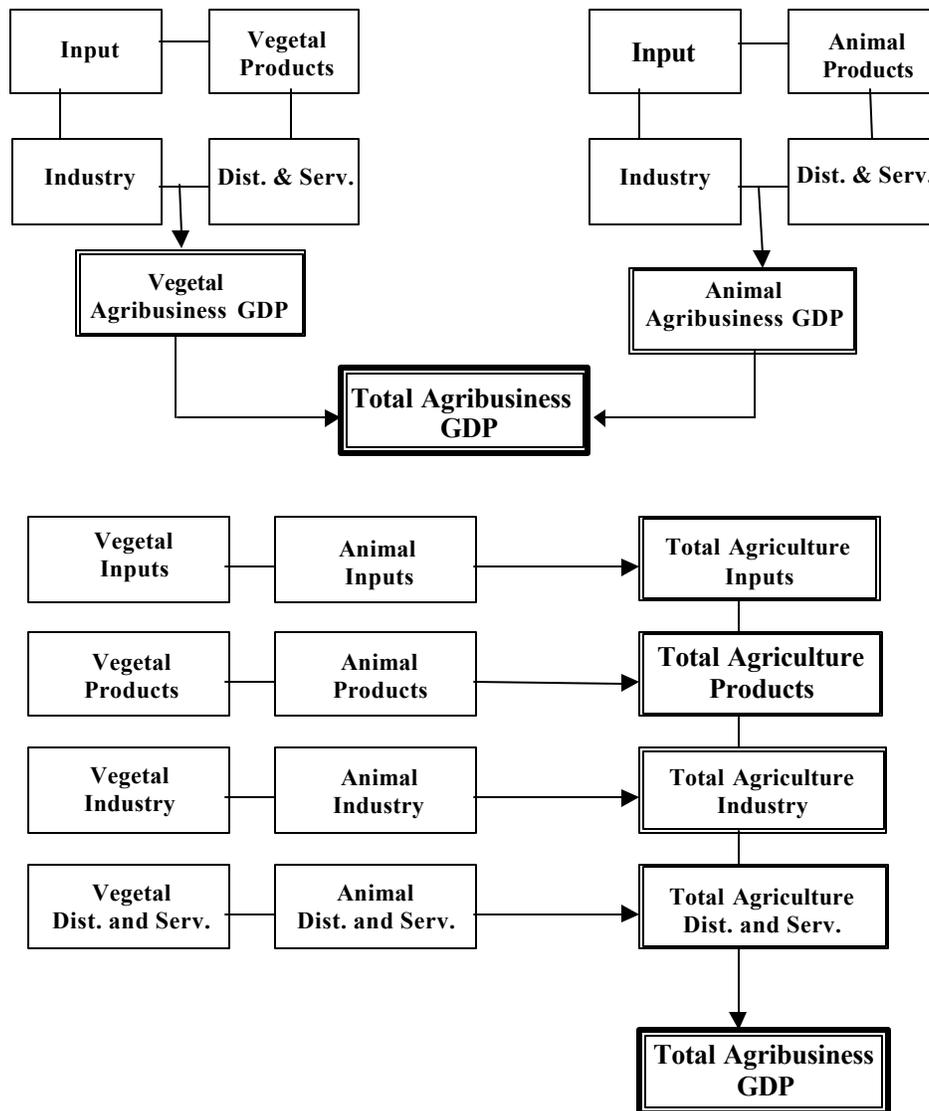 Input
Vegetal
Products
Input
Animal
Products
Industry
Dist. & Serv.
Industry
Dist. & Serv.
Vegetal
Agribusiness GDP
Animal
Agribusiness GDP
Total Agribusiness
GDP
Vegetal
Inputs
Animal
Inputs
Total Agriculture
Inputs
Vegetal
Products
Animal
Products
Total Agriculture
Products
Vegetal
Industry
Animal
Industry
Total Agriculture
Industry
Vegetal
Dist. and Serv.
Animal
Dist. and Serv.
Total Agriculture
Dist. and Serv.
Total Agribusiness
GDP